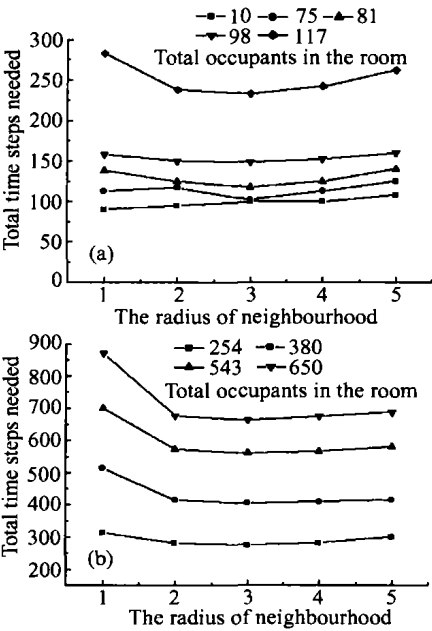 10 75 81
98 117
Total occupants in the room
300
250
200
150
100
50
0
Total time steps needed
(a)
1 2 3 4 5
The radius of neighbourhood
254 380
543 650
Total occupants in the room
900
800
700
600
500
400
300
200
Total time steps needed
(b)
1 2 3 4 5
The radius of neighbourhood